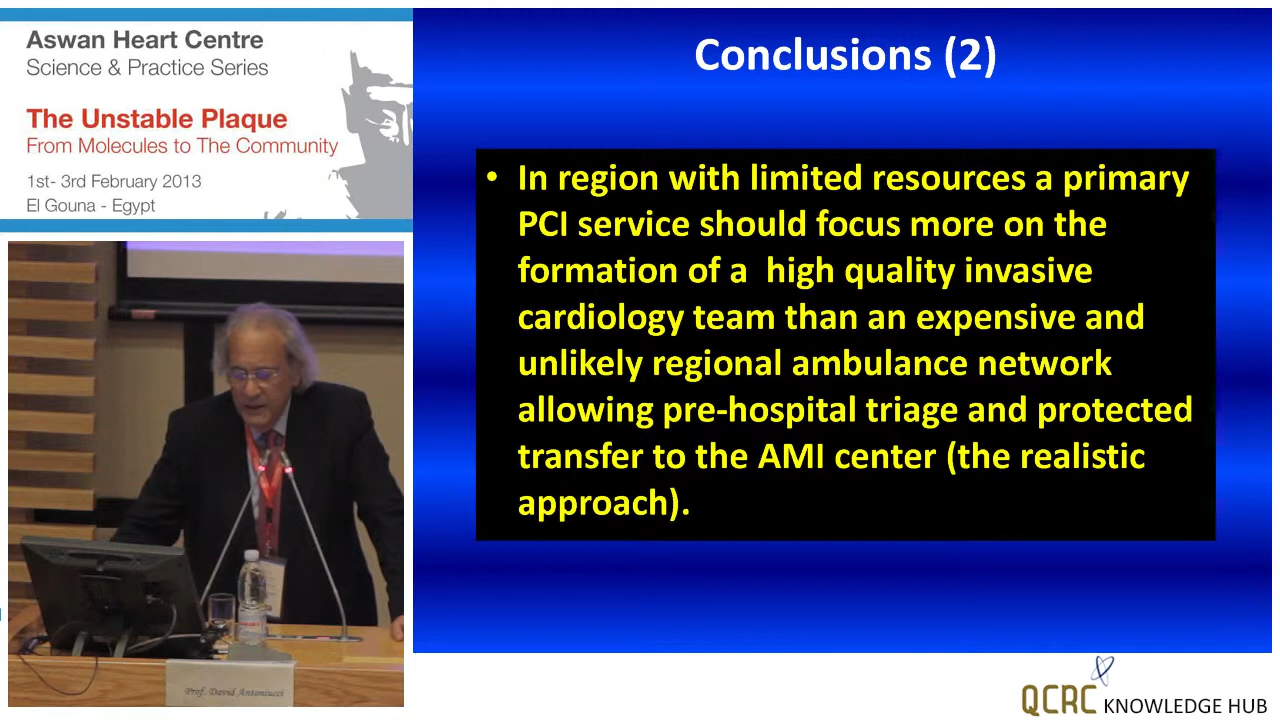 Aswan Heart Centre
Science & Practice Series
The Unstable Plaque
From Molecules to The Community
1st- 3rd February 2013
El Gouna - Egypt
Prof. David Antoniucci
Conclusions (2)
• In region with limited resources a primary
PCI service should focus more on the
formation of a high quality invasive
cardiology team than an expensive and
unlikely regional ambulance network
allowing pre-hospital triage and protected
transfer to the AMI center (the realistic
approach).
QCRC KNOWLEDGE HUB